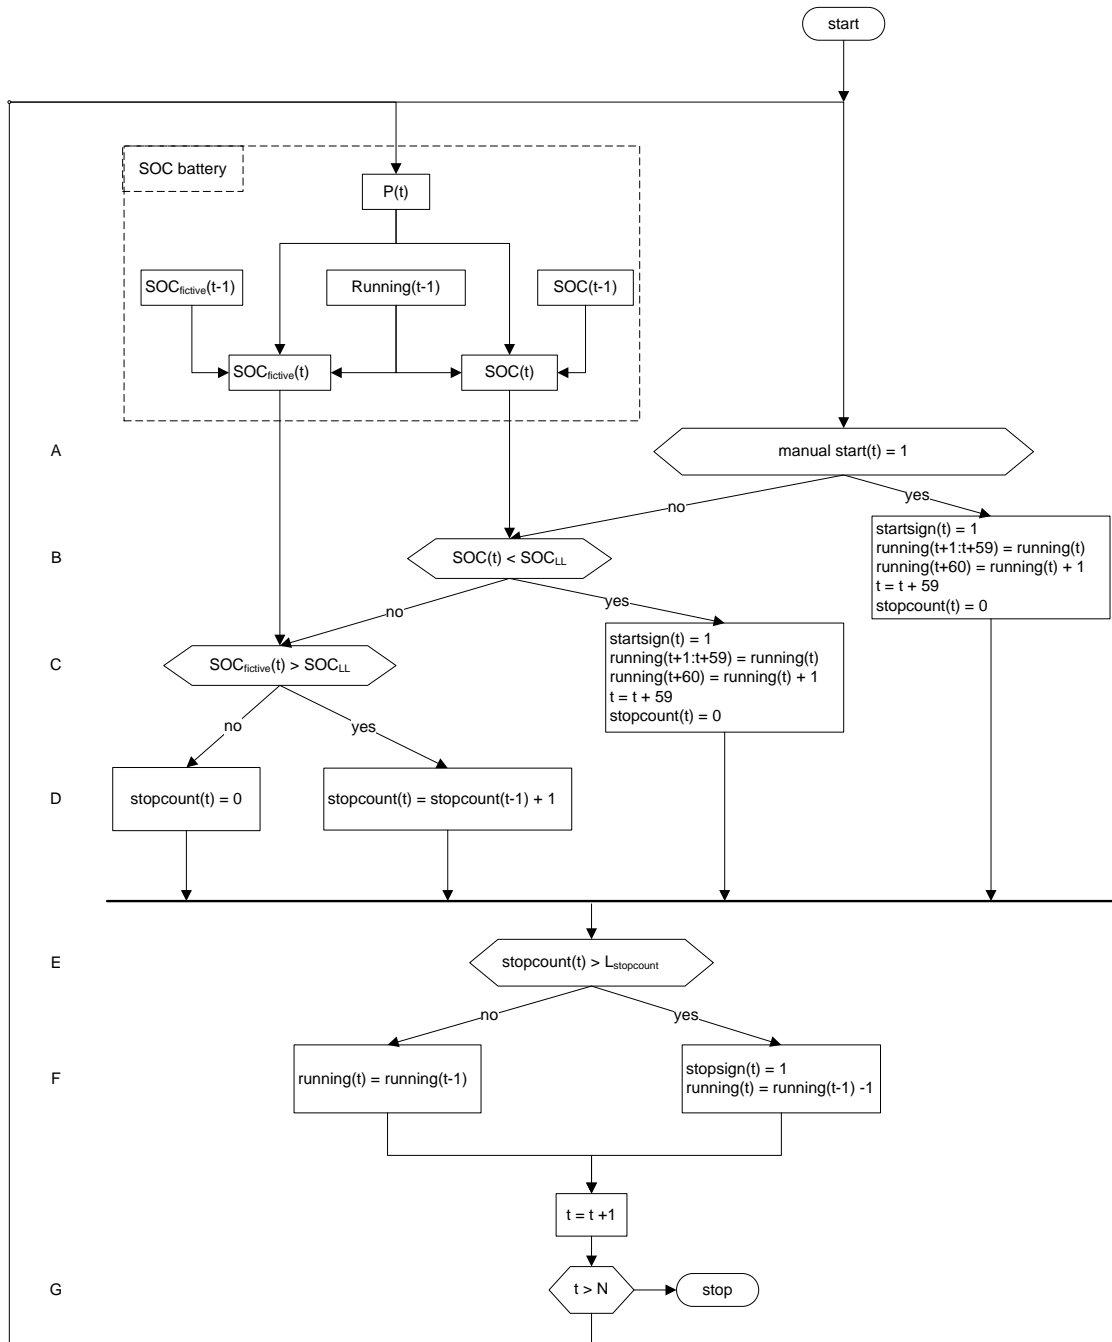 start
SOC battery
P(t)
SOCfictive(t-1)
Running(t-1)
SOC(t-1)
SOCfictive(t)
SOC(t)
A
manual start(t) = 1
no
yes
startsign(t) = 1
running(t+1:t+59) = running(t)
running(t+60) = running(t) + 1
t = t + 59
stopcount(t) = 0
B
SOC(t) < SOCLL
no
yes
startsign(t) = 1
running(t+1:t+59) = running(t)
running(t+60) = running(t) + 1
t = t + 59
stopcount(t) = 0
C
SOCfictive(t) > SOCLL
no
yes
D
stopcount(t) = 0
stopcount(t) = stopcount(t-1) + 1
E
stopcount(t) > Lstopcount
no
yes
F
running(t) = running(t-1)
stopsign(t) = 1
running(t) = running(t-1) -1
t = t +1
G
t > N
stop